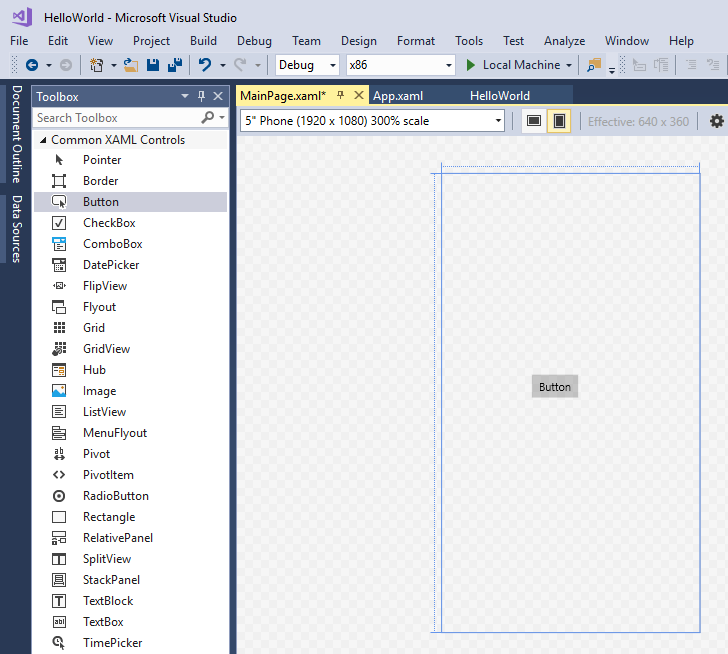 HelloWorld - Microsoft Visual Studio
File Edit View Project Build Debug Team Design Format Tools Test Analyze Window Help
Debug x86 Local Machine
Document Outline
Data Sources
Toolbox
Search Toolbox
Common XAML Controls
Pointer
Border
Button
CheckBox
ComboBox
DatePicker
FlipView
Flyout
Grid
GridView
Hub
Image
ListView
MenuFlyout
Pivot
PivotItem
RadioButton
Rectangle
RelativePanel
SplitView
StackPanel
TextBlock
TextBox
TimePicker
MainPage.xaml* App.xaml HelloWorld
5" Phone (1920 x 1080) 300% scale Effective: 640 x 360
Button